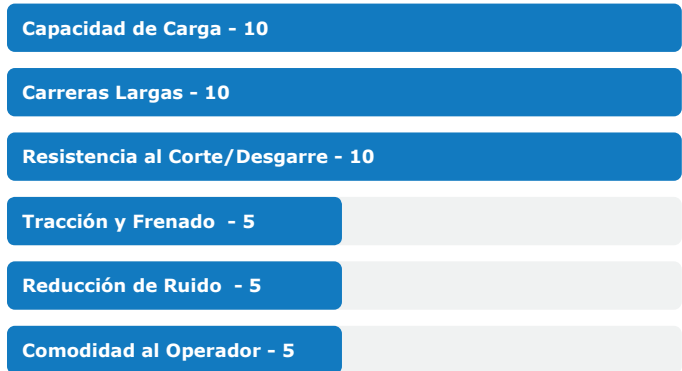 Capacidad de Carga - 10
Carreras Largas - 10
Resistencia al Corte/Desgarre - 10
Tracción y Frenado - 5
Reducción de Ruido - 5
Comodidad al Operador - 5